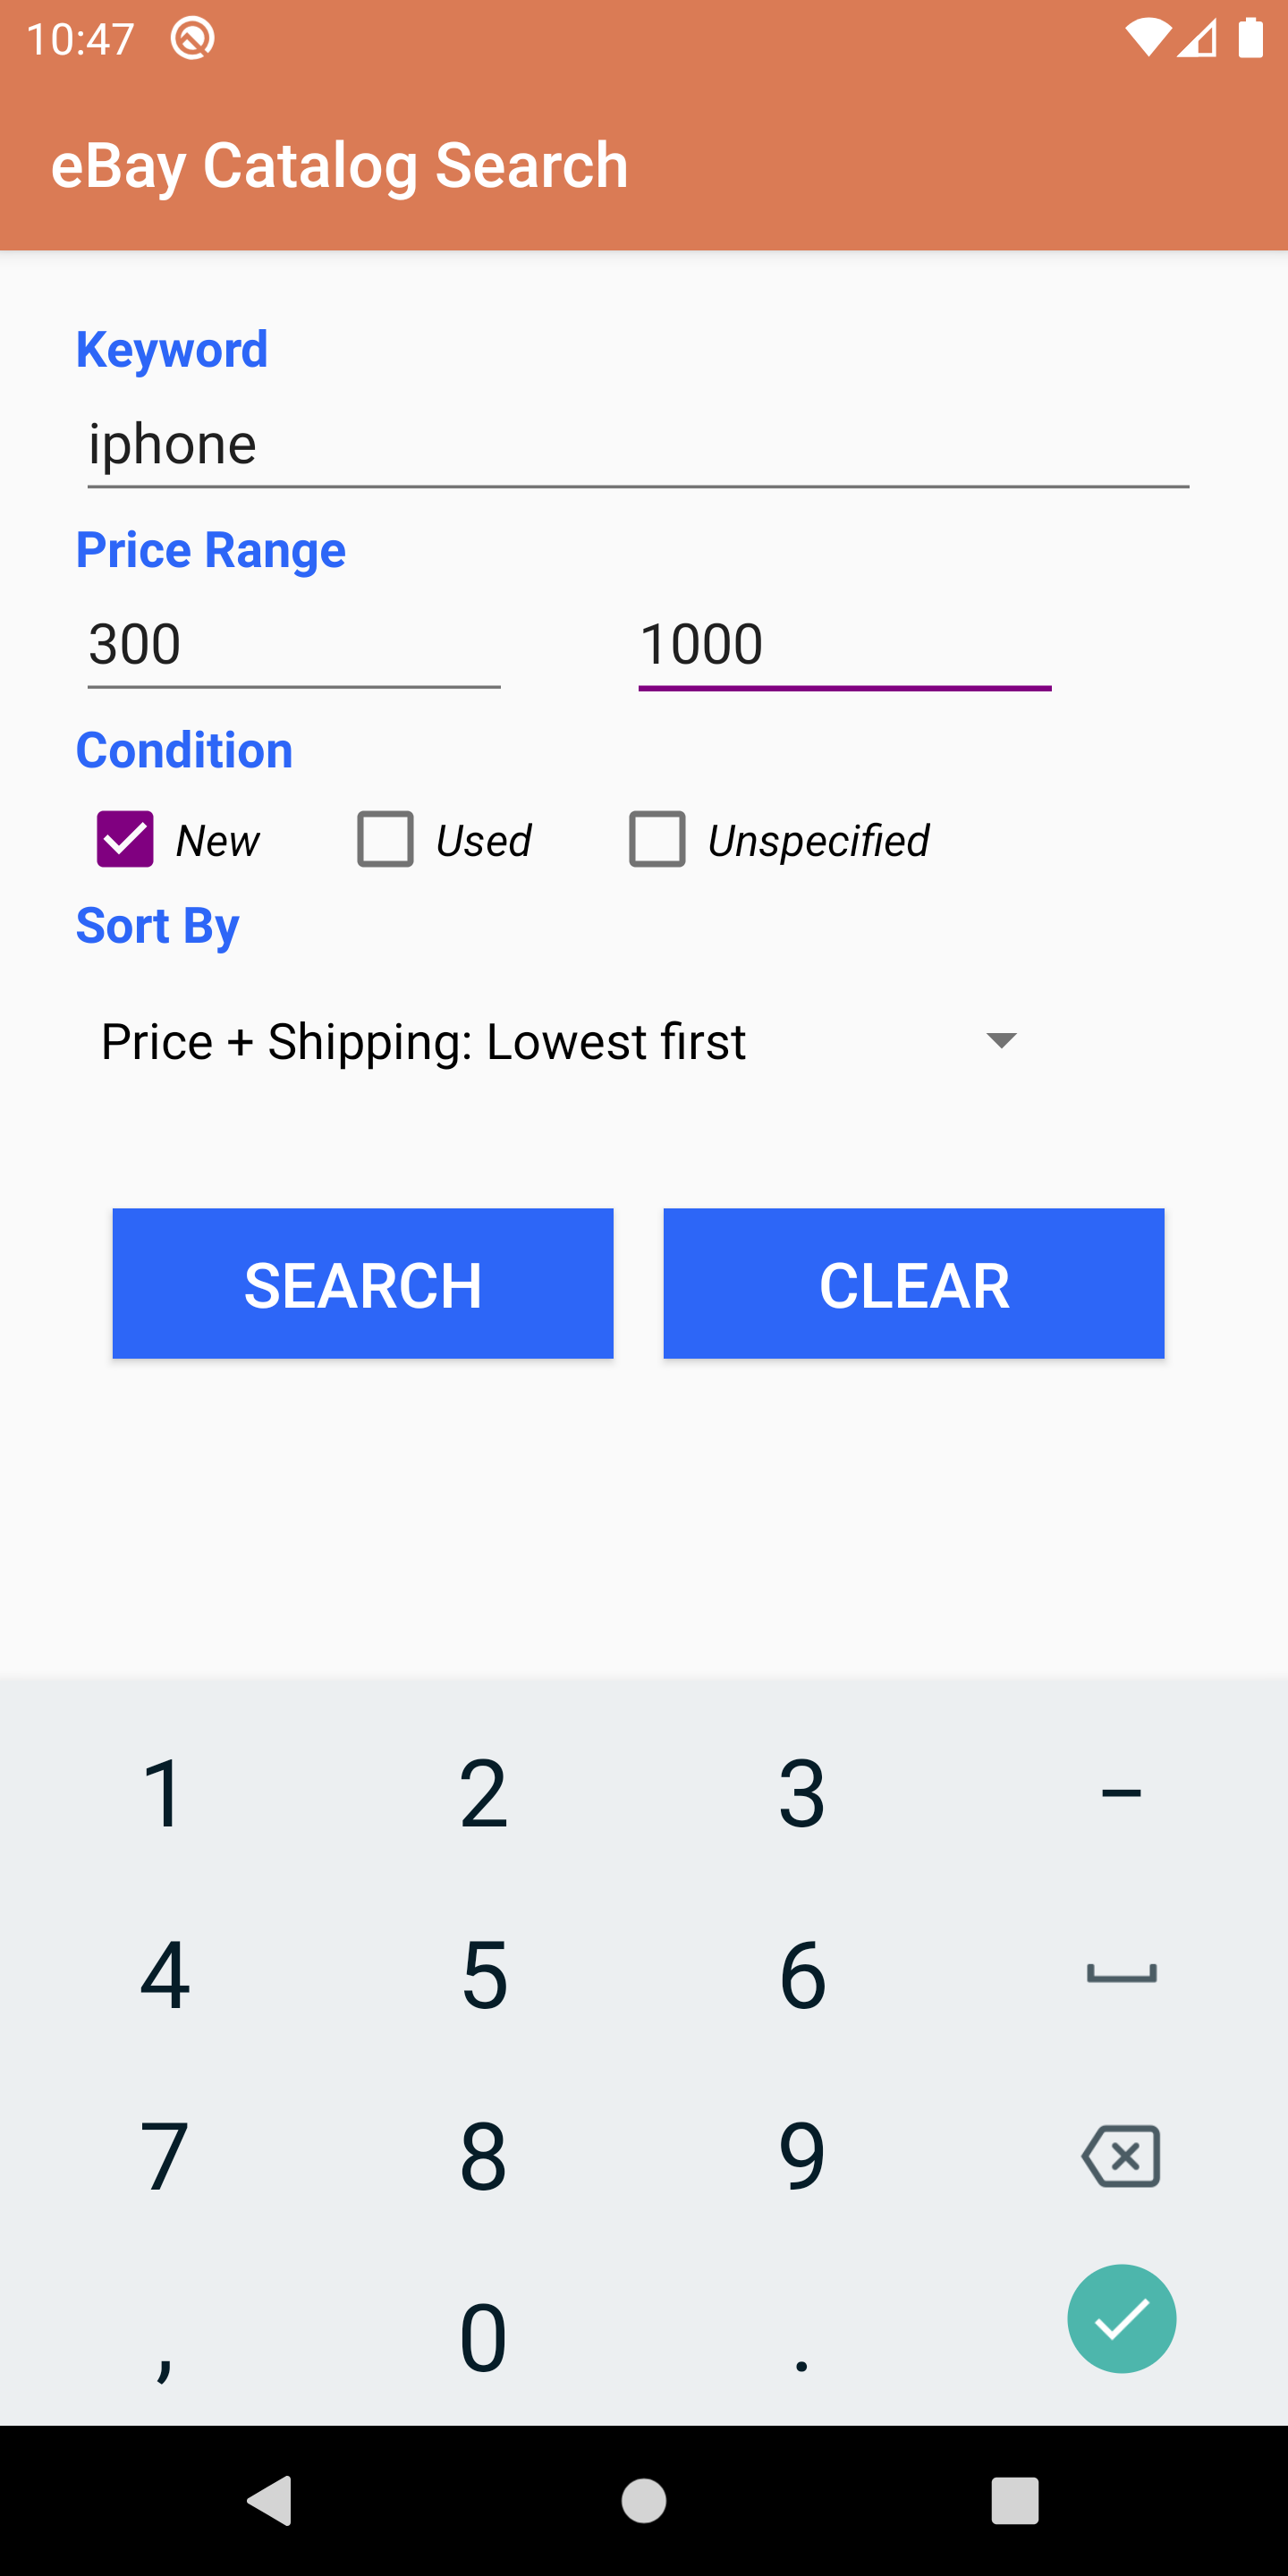 10:47
eBay Catalog Search
Keyword
iphone
Price Range
300 1000
Condition
New Used Unspecified
Sort By
Price + Shipping: Lowest first
SEARCH CLEAR
1 2 3 –
4 5 6
7 8 9
, 0 .